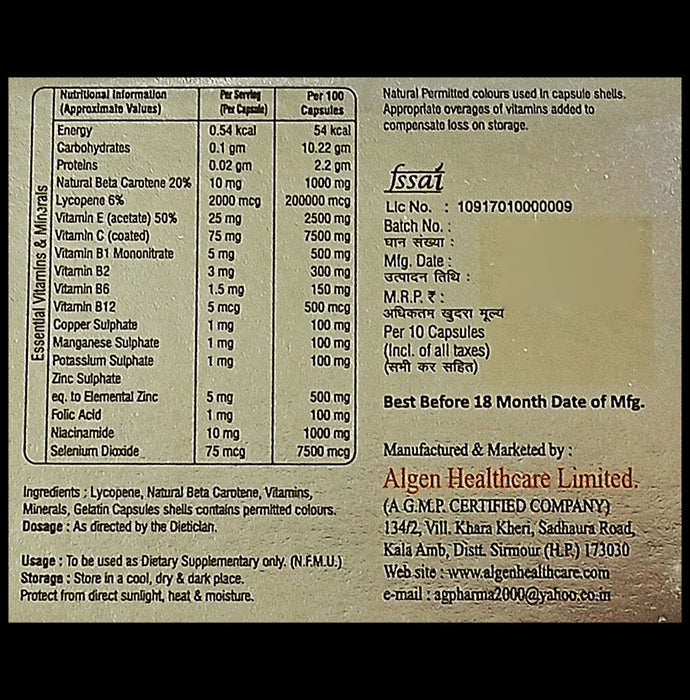 Nutritional Information Per Serving Per 100
(Approximate Values) (Per Capsule) Capsules
Essential Vitamins & Minarals
Energy 0.54 kcal 54 kcal
Carbohydrates 0.1 gm 10.22 gm
Proteins 0.02 gm 2.2 gm
Natural Beta Carotene 20% 10 mg 1000 mg
Lycopene 6% 2000 mcg 200000 mcg
Vitamin E (acetate) 50% 25 mg 2500 mg
Vitamin C (coated) 75 mg 7500 mg
Vitamin B1 Mononitrate 5 mg 500 mg
Vitamin B2 3 mg 300 mg
Vitamin B6 1.5 mg 150 mg
Vitamin B12 5 mcg 500 mcg
Copper Sulphate 1 mg 100 mg
Manganese Sulphate 1 mg 100 mg
Potassium Sulphate 1 mg 100 mg
Zinc Sulphate
eq. to Elemental Zinc 5 mg 500 mg
Folic Acid 1 mg 100 mg
Niacinamide 10 mg 1000 mg
Selenium Dioxide 75 mcg 7500 mcg
Ingredients : Lycopene, Natural Beta Carotene, Vitamins,
Minerals, Gelatin Capsules shells contains permitted colours.
Dosage : As directed by the Dietician.
Usage : To be used as Dietary Supplementary only. (N.F.M.U.)
Storage : Store in a cool, dry & dark place.
Protect from direct sunlight, heat & moisture.
Natural Permitted colours used in capsule shells.
Appropriate overages of vitamins added to
compensate loss on storage.
fssai
Lic No. : 10917010000009
Batch No. :
घान संख्या :
Mfg. Date :
उत्पादन तिथि :
M.R.P. ₹ :
अधिकतम खुदरा मूल्य
Per 10 Capsules
(Incl. of all taxes)
(सभी कर सहित)
Best Before 18 Month Date of Mfg.
Manufactured & Marketed by :
Algen Healthcare Limited.
(A G.M.P. CERTIFIED COMPANY)
134/2, Vill. Khara Kheri, Sadhaura Road,
Kala Amb, Distt. Sirmour (H.P.) 173030
Web site : www.algenhealthcare.com
e-mail : agpharma2000@yahoo.co.in